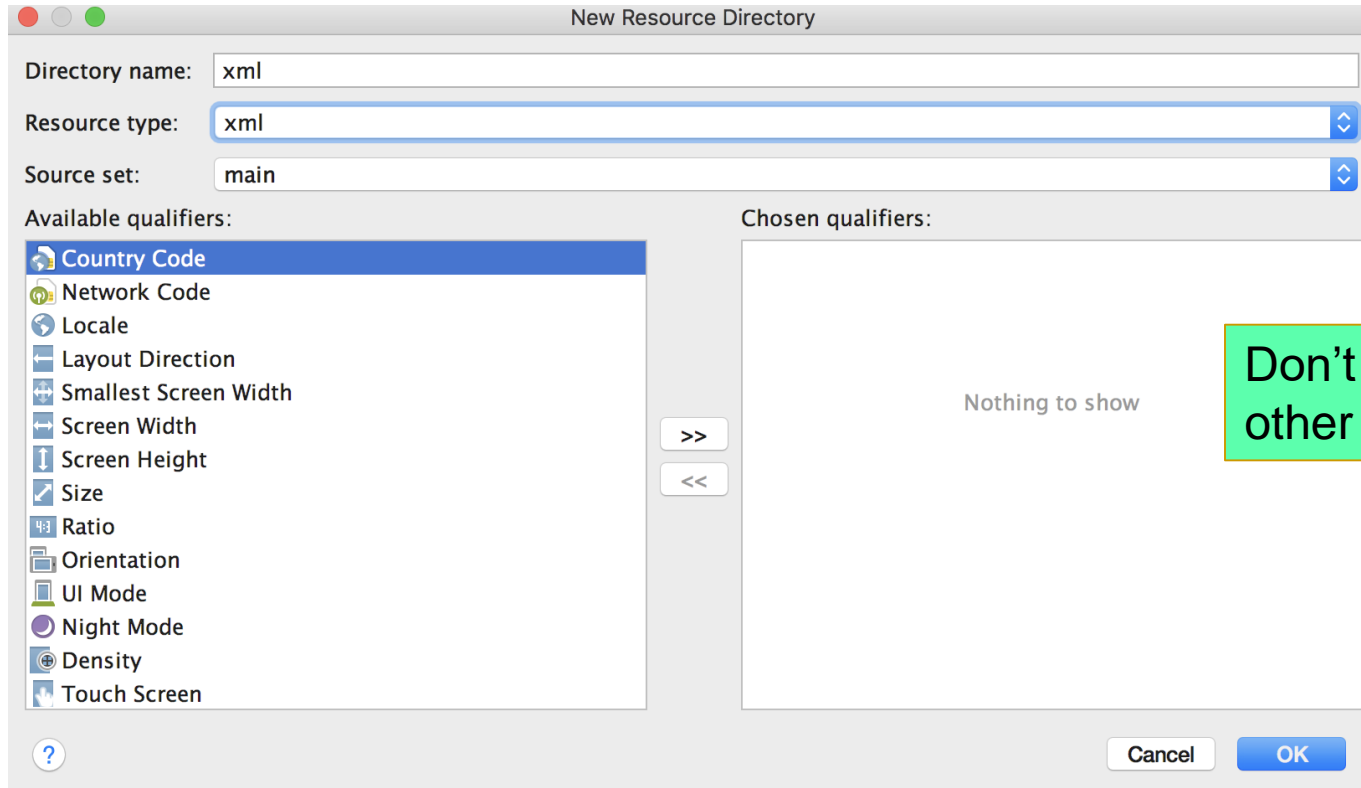 New Resource Directory
Directory name: xml
Resource type: xml
Source set: main
Available qualifiers:
Chosen qualifiers:
Country Code
Network Code
Locale
Layout Direction
Smallest Screen Width
Screen Width
Screen Height
Size
4:3 Ratio
Orientation
UI Mode
Night Mode
Density
Touch Screen
>>
<<
Nothing to show
Don’t
other
?
Cancel
OK